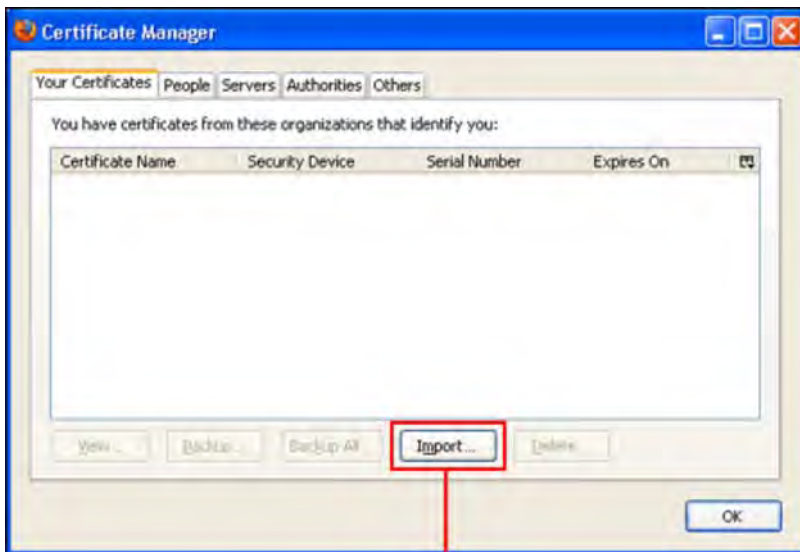 Certificate Manager
Your Certificates People Servers Authorities Others
You have certificates from these organizations that identify you:
Certificate Name Security Device Serial Number Expires On
View... Backup... Backup All Import... Delete...
OK